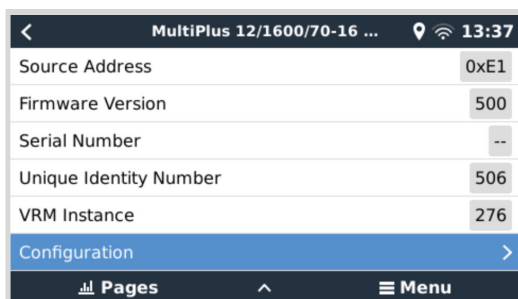 MultiPlus 12/1600/70-16 ... 13:37
Source Address 0xE1
Firmware Version 500
Serial Number --
Unique Identity Number 506
VRM Instance 276
Configuration
Pages Menu